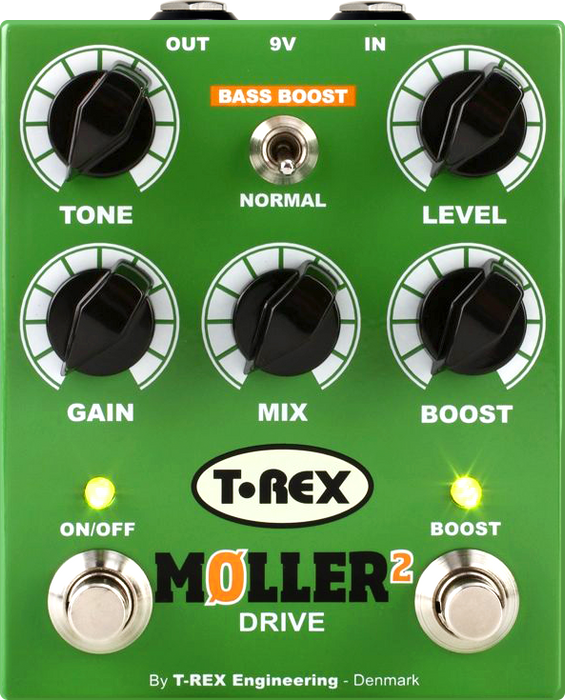 OUT 9V IN
BASS BOOST
NORMAL
TONE LEVEL
GAIN MIX BOOST
T•REX
ON/OFF BOOST
MØLLER²
DRIVE
By T-REX Engineering - Denmark